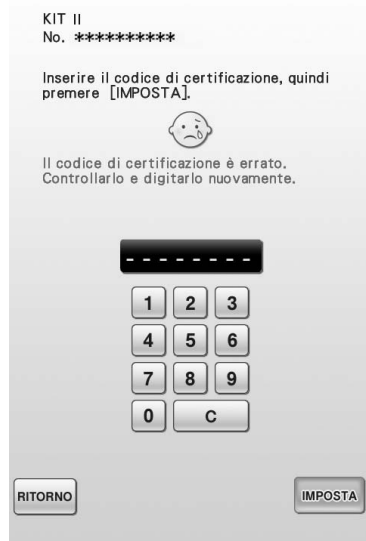 KIT II
No. **********
Inserire il codice di certificazione, quindi
premere [IMPOSTA].
Il codice di certificazione è errato.
Controllarlo e digitarlo nuovamente.
- - - - - - - -
1 2 3
4 5 6
7 8 9
0 C
RITORNO IMPOSTA